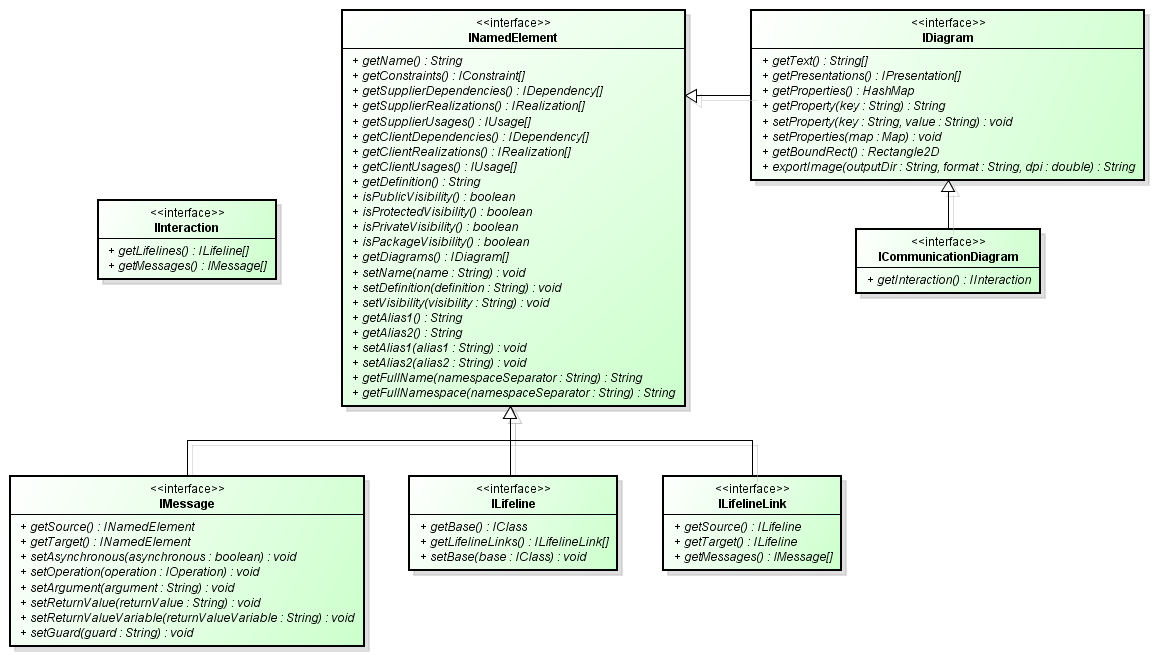 <<interface>>
INamedElement
+ getName() : String
+ getConstraints() : IConstraint[]
+ getSupplierDependencies() : IDependency[]
+ getSupplierRealizations() : IRealization[]
+ getSupplierUsages() : IUsage[]
+ getClientDependencies() : IDependency[]
+ getClientRealizations() : IRealization[]
+ getClientUsages() : IUsage[]
+ getDefinition() : String
+ isPublicVisibility() : boolean
+ isProtectedVisibility() : boolean
+ isPrivateVisibility() : boolean
+ isPackageVisibility() : boolean
+ getDiagrams() : IDiagram[]
+ setName(name : String) : void
+ setDefinition(definition : String) : void
+ setVisibility(visibility : String) : void
+ getAlias1() : String
+ getAlias2() : String
+ setAlias1(alias1 : String) : void
+ setAlias2(alias2 : String) : void
+ getFullName(namespaceSeparator : String) : String
+ getFullNamespace(namespaceSeparator : String) : String
<<interface>>
IDiagram
+ getText() : String[]
+ getPresentations() : IPresentation[]
+ getProperties() : HashMap
+ getProperty(key : String) : String
+ setProperty(key : String, value : String) : void
+ setProperties(map : Map) : void
+ getBoundRect() : Rectangle2D
+ exportImage(outputDir : String, format : String, dpi : double) : String
<<interface>>
IInteraction
+ getLifelines() : ILifeline[]
+ getMessages() : IMessage[]
<<interface>>
ICommunicationDiagram
+ getInteraction() : IInteraction
<<interface>>
IMessage
+ getSource() : INamedElement
+ getTarget() : INamedElement
+ setAsynchronous(asynchronous : boolean) : void
+ setOperation(operation : IOperation) : void
+ setArgument(argument : String) : void
+ setReturnValue(returnValue : String) : void
+ setReturnValueVariable(returnValueVariable : String) : void
+ setGuard(guard : String) : void
<<interface>>
ILifeline
+ getBase() : IClass
+ getLifelineLinks() : ILifelineLink[]
+ setBase(base : IClass) : void
<<interface>>
ILifelineLink
+ getSource() : ILifeline
+ getTarget() : ILifeline
+ getMessages() : IMessage[]